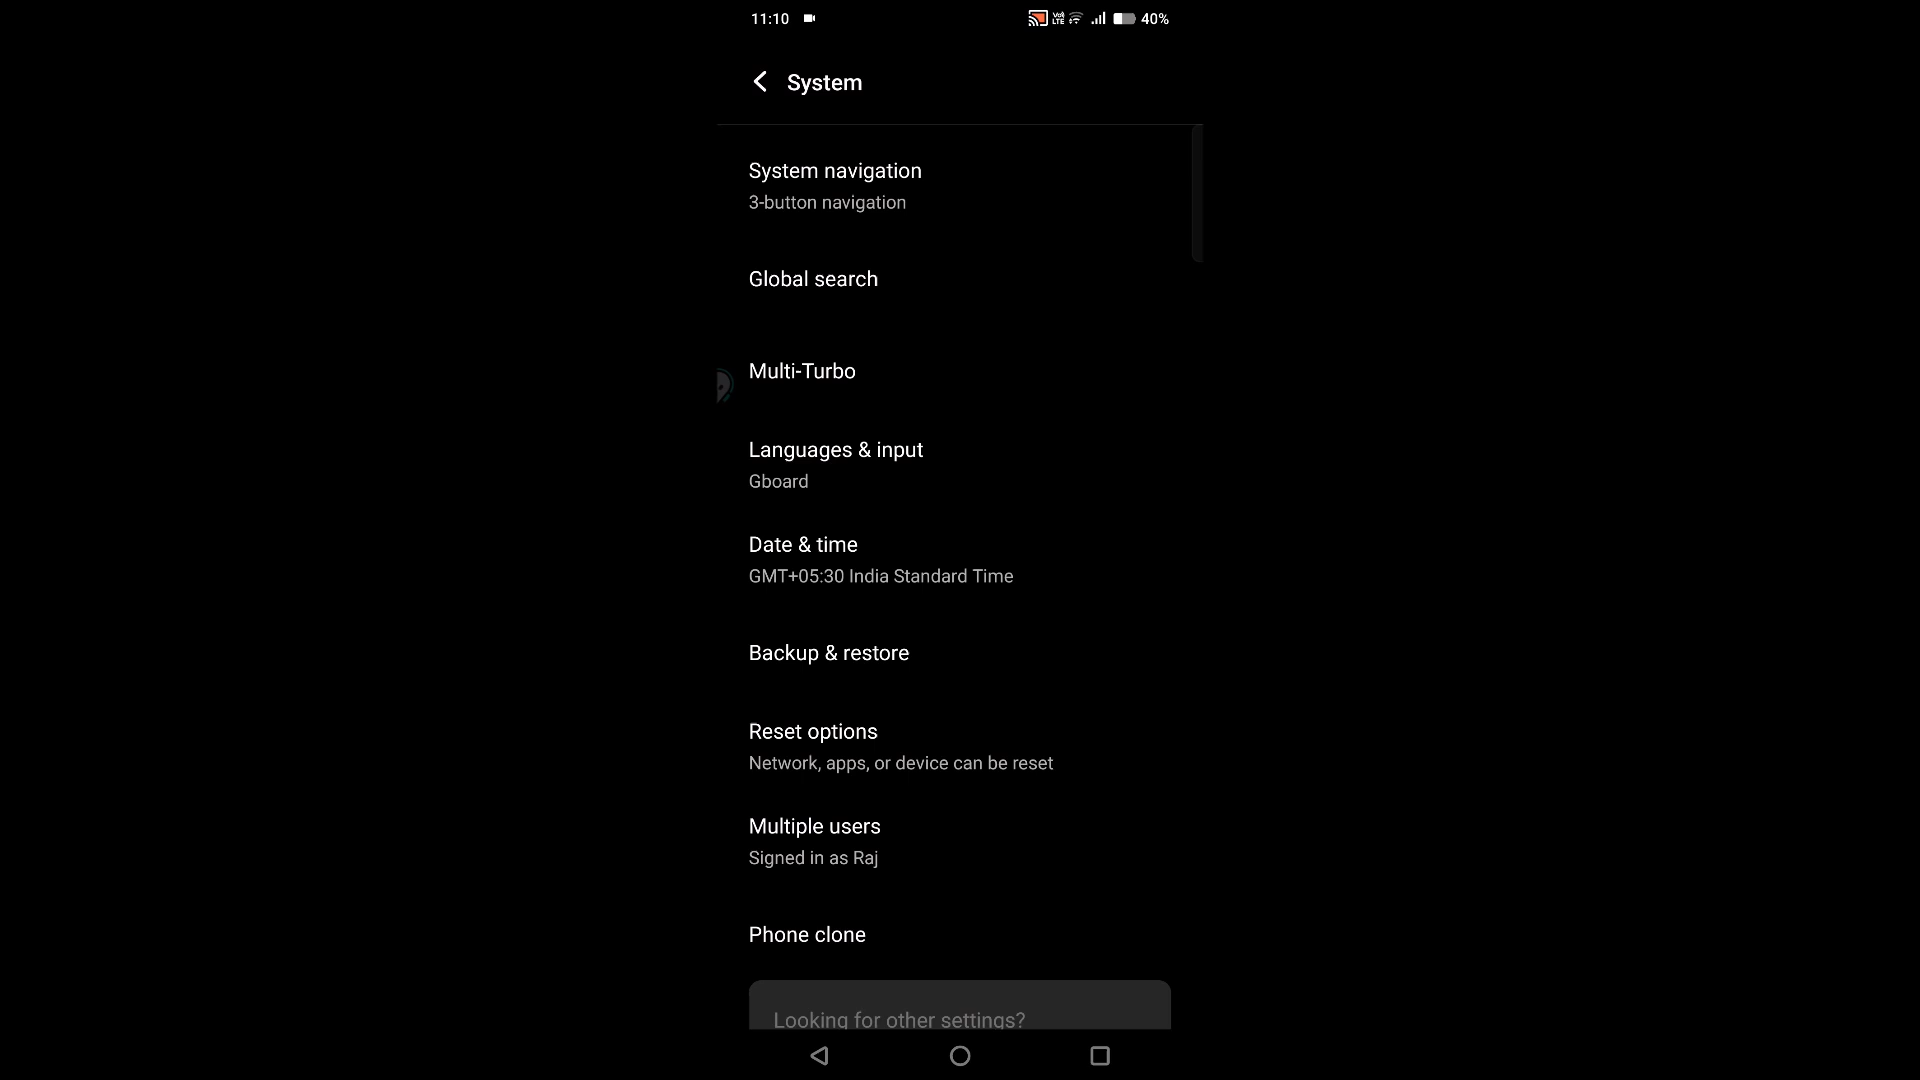 11:10 Vo) LTE 40%
System
System navigation
3-button navigation
Global search
Multi-Turbo
Languages & input
Gboard
Date & time
GMT+05:30 India Standard Time
Backup & restore
Reset options
Network, apps, or device can be reset
Multiple users
Signed in as Raj
Phone clone
Looking for other settings?